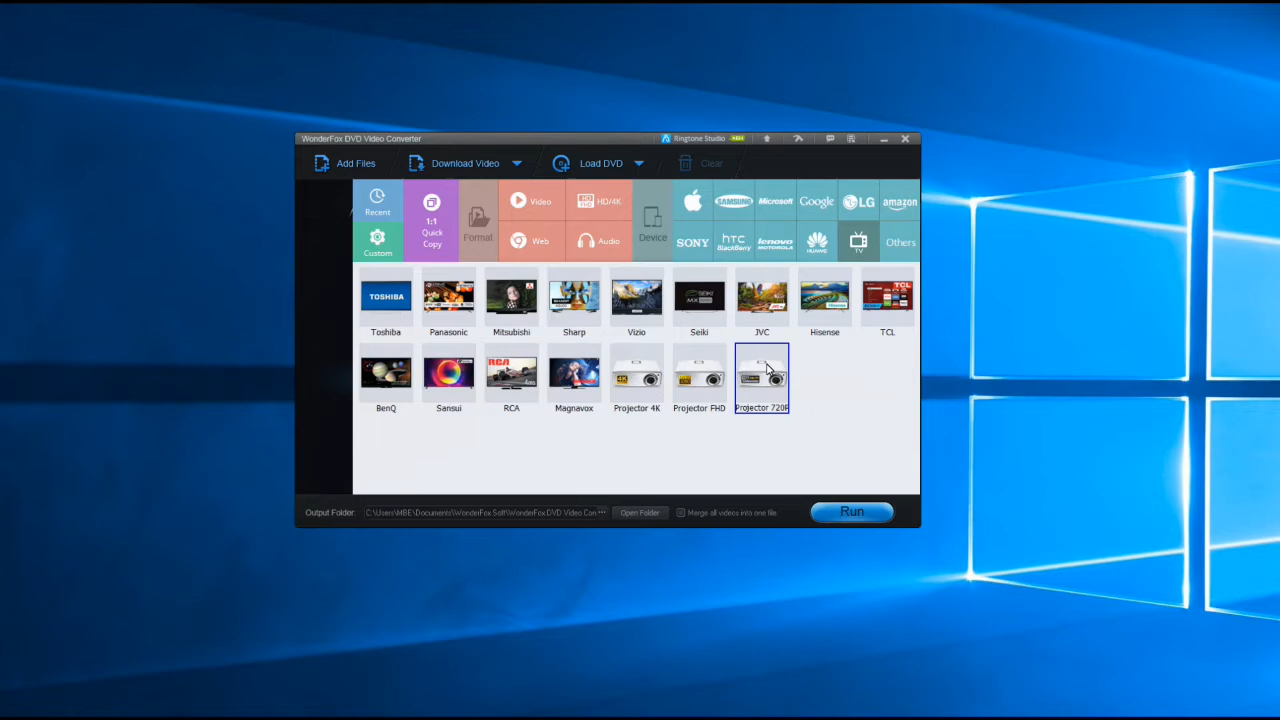 WonderFox DVD Video Converter
Ringtone Studio
Add Files
Download Video
Load DVD
Clear
Recent
Custom
1:1
Quick
Copy
Format
Video
HD/4K
Web
Audio
Device
SAMSUNG
Microsoft
Google
LG
amazon
SONY
hTC
BlackBerry
lenovo
MOTOROLA
HUAWEI
TV
Others
TOSHIBA
SEIKI
TCL
Toshiba
Panasonic
Mitsubishi
Sharp
Vizio
Seiki
JVC
Hisense
TCL
RCA
4K
BenQ
Sansui
RCA
Magnavox
Projector 4K
Projector FHD
Projector 720P
Output Folder:
C:\Users\MBE\Documents\WonderFox Soft\WonderFox DVD Video Con ···
Open Folder
Merge all videos into one file
Run